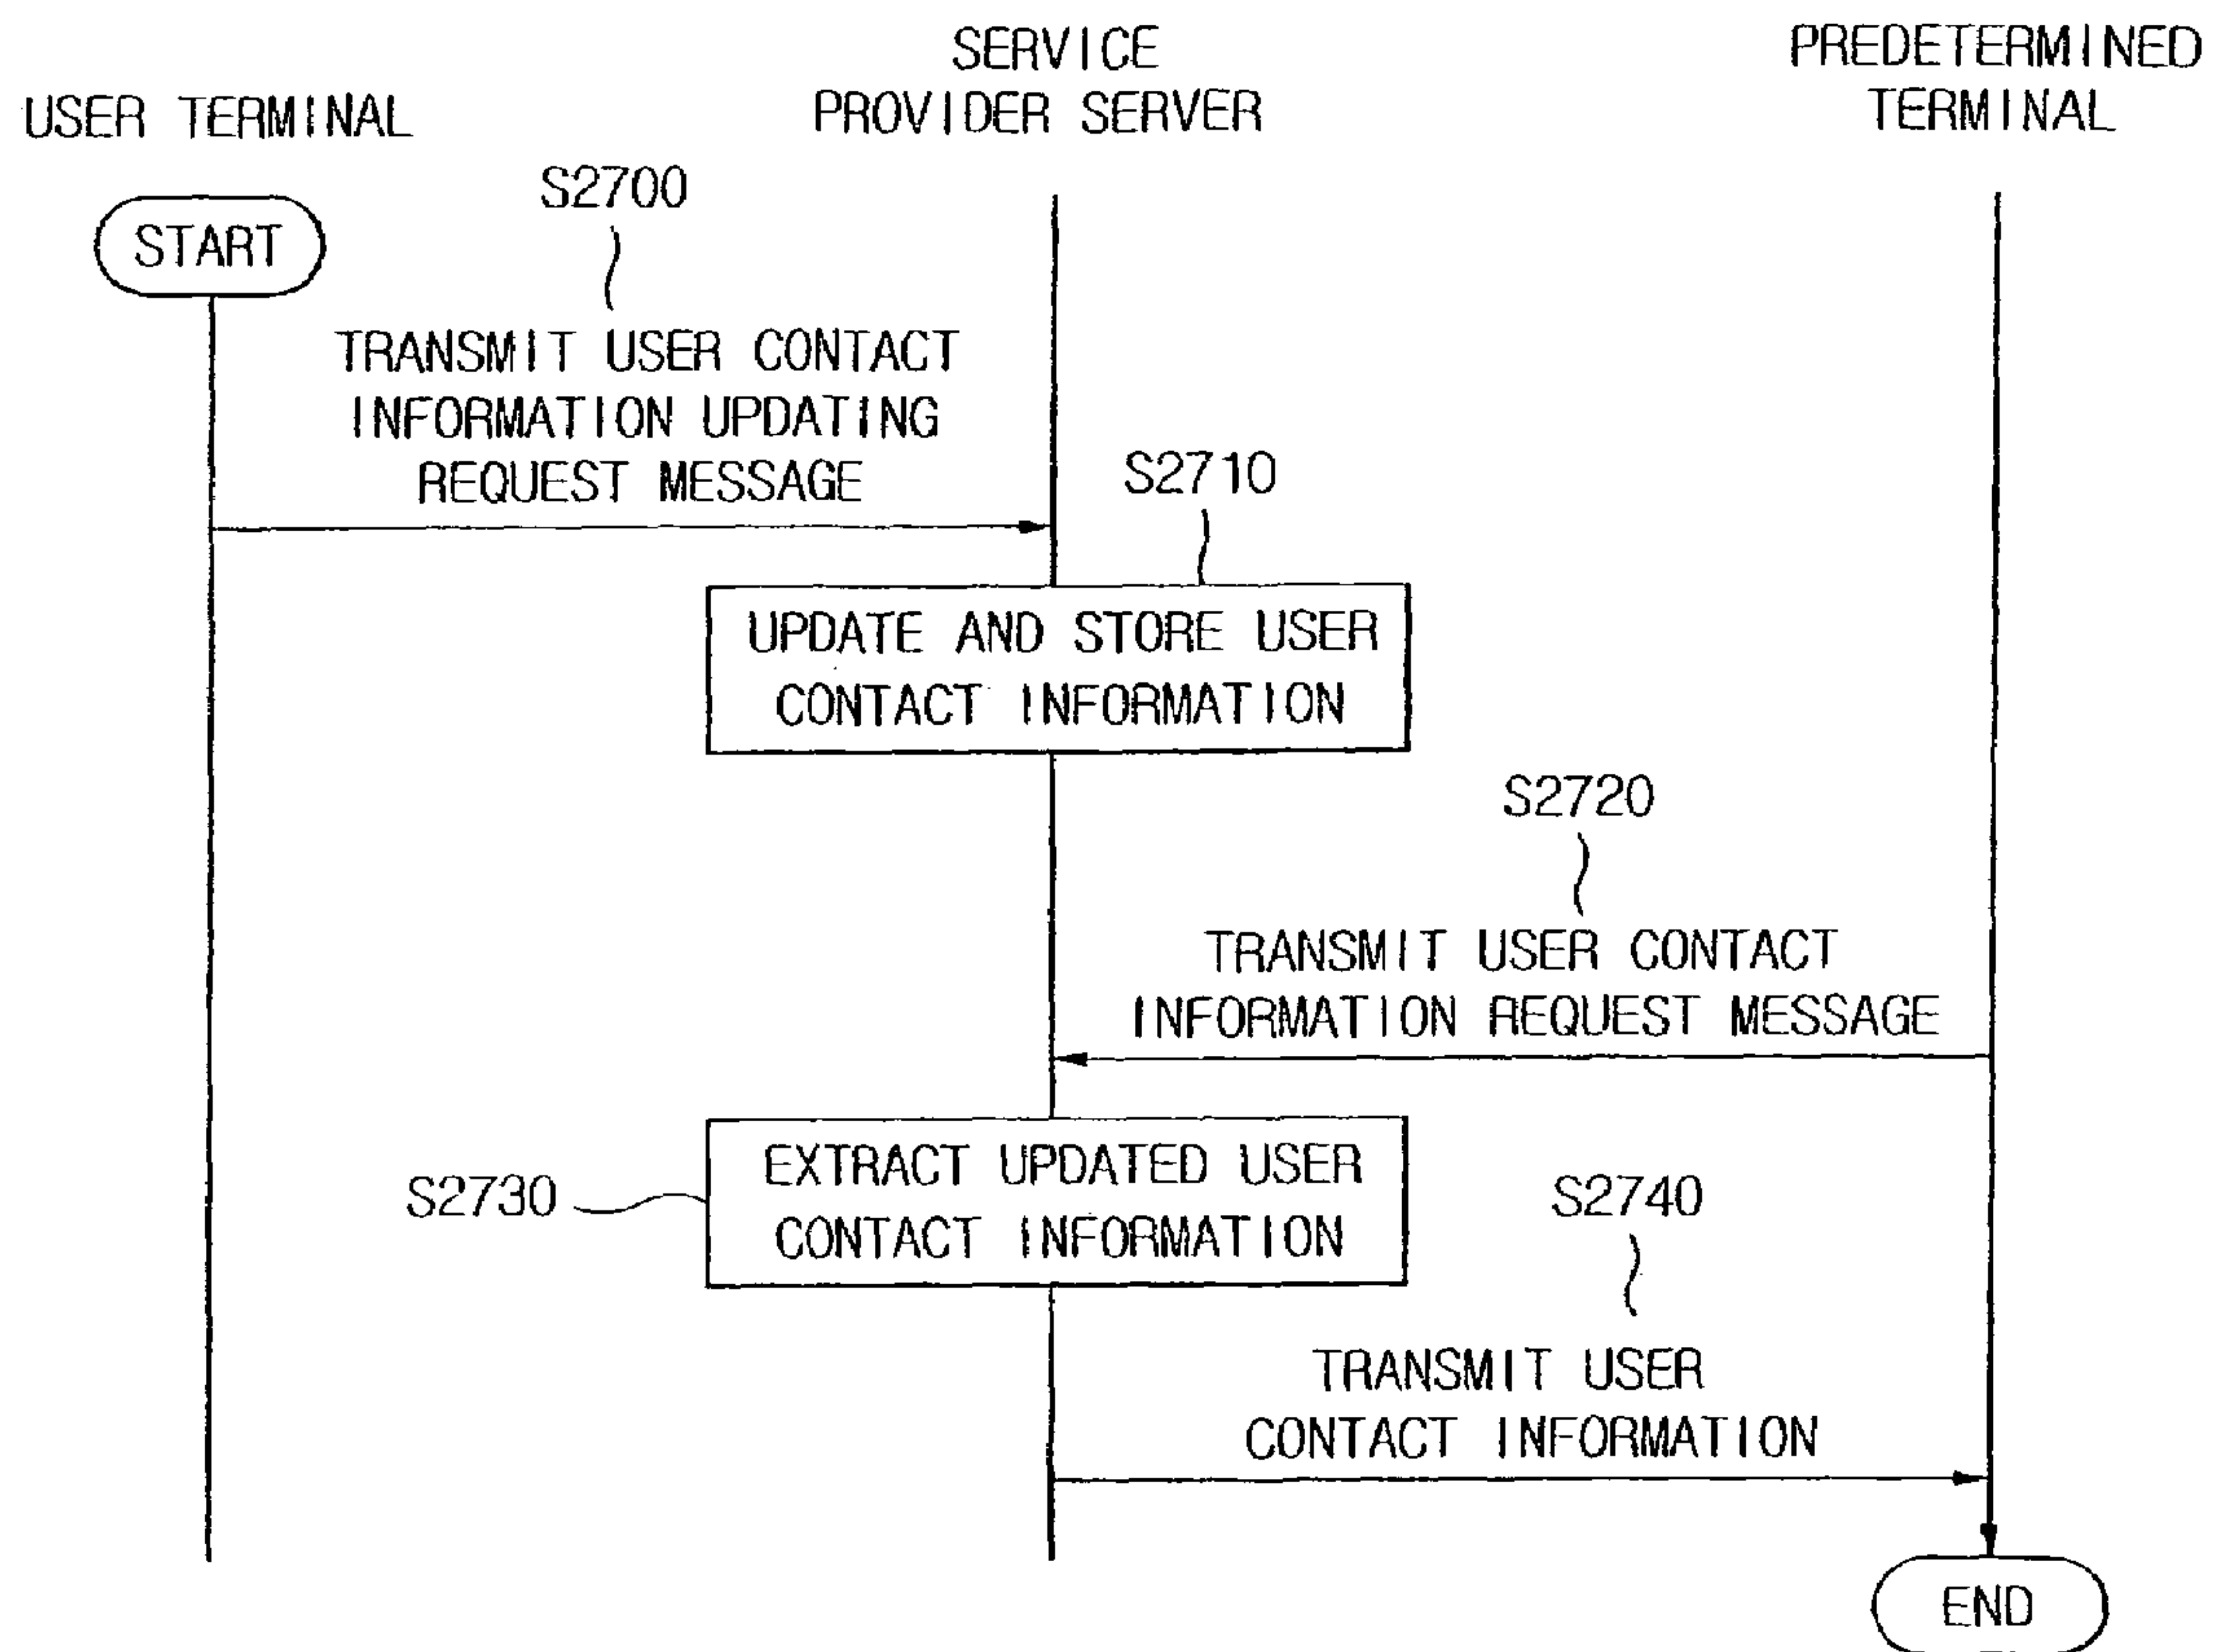 USER TERMINAL
SERVICE
PROVIDER SERVER
PREDETERMINED
TERMINAL
START
S2700
TRANSMIT USER CONTACT
INFORMATION UPDATING
REQUEST MESSAGE
S2710
UPDATE AND STORE USER
CONTACT INFORMATION
S2720
TRANSMIT USER CONTACT
INFORMATION REQUEST MESSAGE
S2730
EXTRACT UPDATED USER
CONTACT INFORMATION
S2740
TRANSMIT USER
CONTACT INFORMATION
END